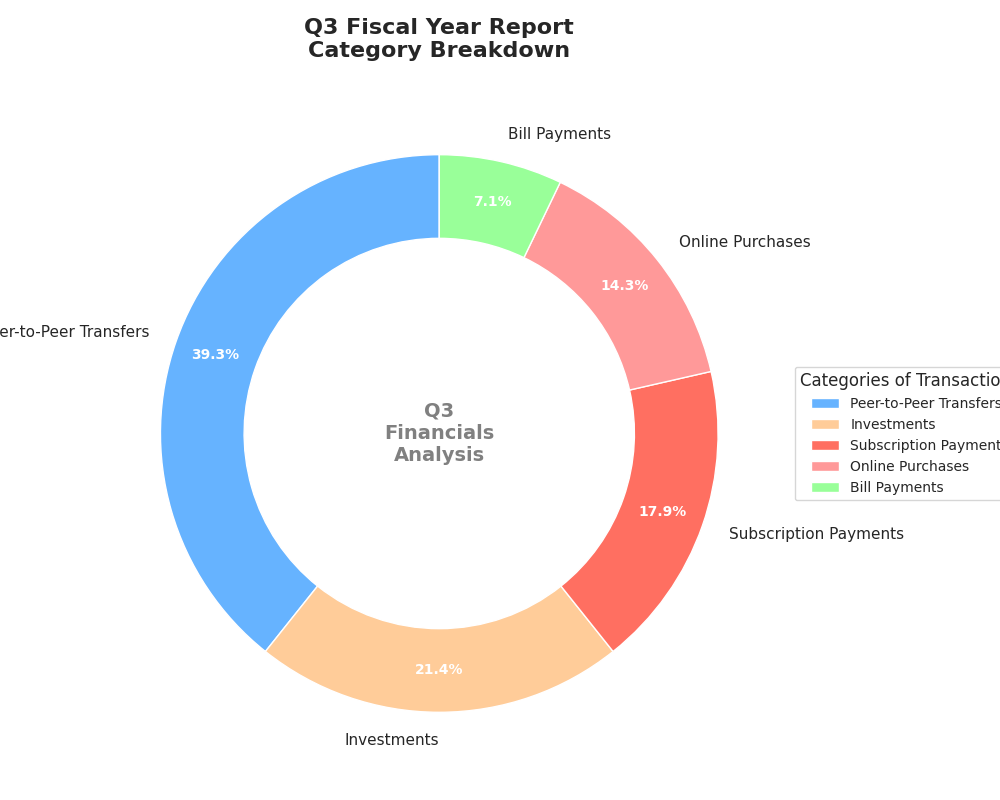 Q3 Fiscal Year Report
Category Breakdown
Bill Payments
7.1%
Online Purchases
14.3%
er-to-Peer Transfers
39.3%
Q3
Financials
Analysis
Categories of Transactio
Peer-to-Peer Transfers
Investments
Subscription Payment
Online Purchases
Bill Payments
17.9%
Subscription Payments
21.4%
Investments